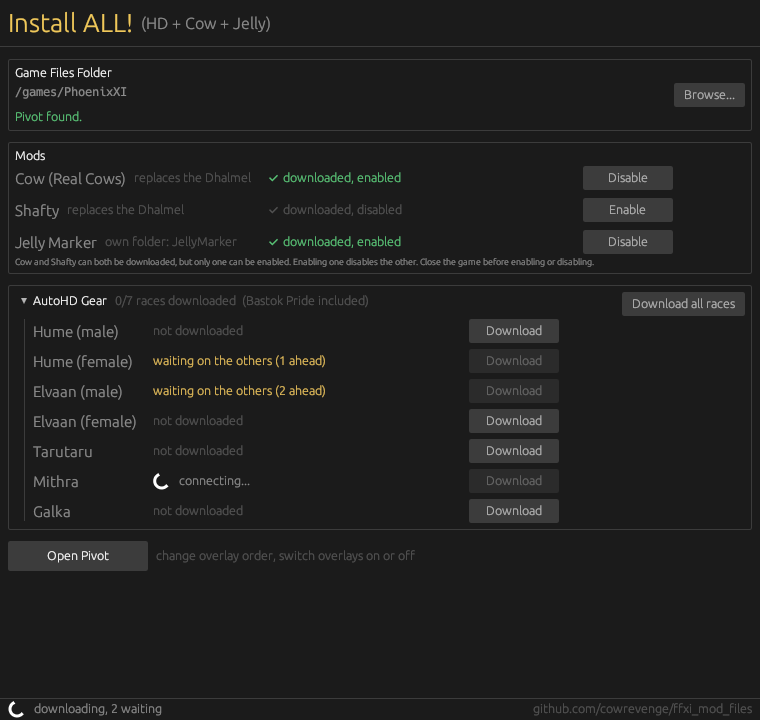 Install ALL! (HD + Cow + Jelly)
Game Files Folder
/games/PhoenixXI
Browse...
Pivot found.
Mods
Cow (Real Cows) replaces the Dhalmel ✓ downloaded, enabled Disable
Shafty replaces the Dhalmel ✓ downloaded, disabled Enable
Jelly Marker own folder: JellyMarker ✓ downloaded, enabled Disable
Cow and Shafty can both be downloaded, but only one can be enabled. Enabling one disables the other. Close the game before enabling or disabling.
▼ AutoHD Gear 0/7 races downloaded (Bastok Pride included) Download all races
Hume (male) not downloaded Download
Hume (female) waiting on the others (1 ahead) Download
Elvaan (male) waiting on the others (2 ahead) Download
Elvaan (female) not downloaded Download
Tarutaru not downloaded Download
Mithra connecting... Download
Galka not downloaded Download
Open Pivot change overlay order, switch overlays on or off
downloading, 2 waiting github.com/cowrevenge/ffxi_mod_files